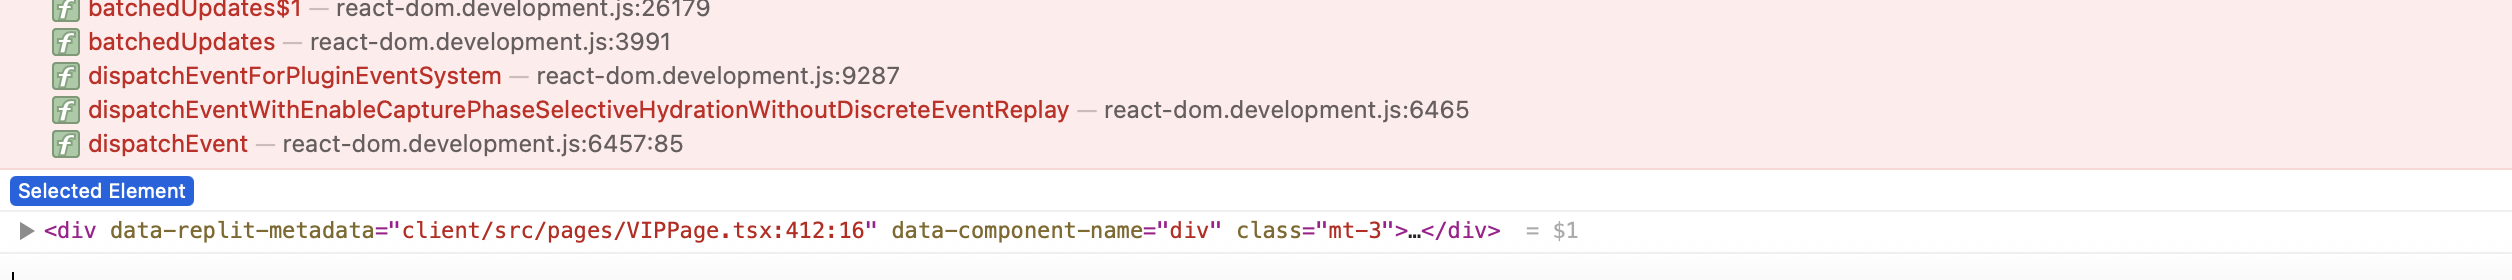 batchedUpdates$1 — react-dom.development.js:26179
f batchedUpdates — react-dom.development.js:3991
f dispatchEventForPluginEventSystem — react-dom.development.js:9287
f dispatchEventWithEnableCapturePhaseSelectiveHydrationWithoutDiscreteEventReplay — react-dom.development.js:6465
f dispatchEvent — react-dom.development.js:6457:85
Selected Element
<div data-replit-metadata="client/src/pages/VIPPage.tsx:412:16" data-component-name="div" class="mt-3">…</div> = $1